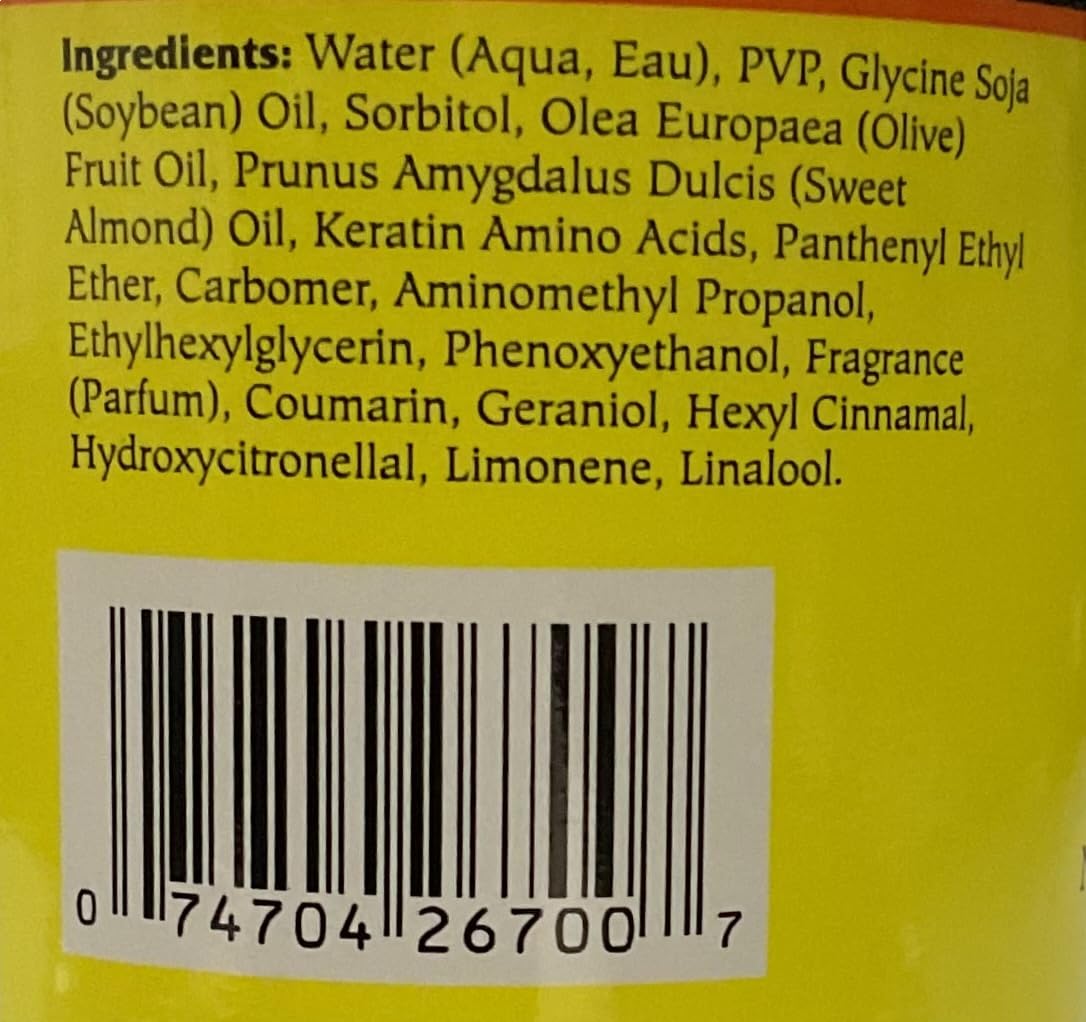 Ingredients: Water (Aqua, Eau), PVP, Glycine Soja
(Soybean) Oil, Sorbitol, Olea Europaea (Olive)
Fruit Oil, Prunus Amygdalus Dulcis (Sweet
Almond) Oil, Keratin Amino Acids, Panthenyl Ethyl
Ether, Carbomer, Aminomethyl Propanol,
Ethylhexylglycerin, Phenoxyethanol, Fragrance
(Parfum), Coumarin, Geraniol, Hexyl Cinnamal,
Hydroxycitronellal, Limonene, Linalool.
0 74704 26700 7